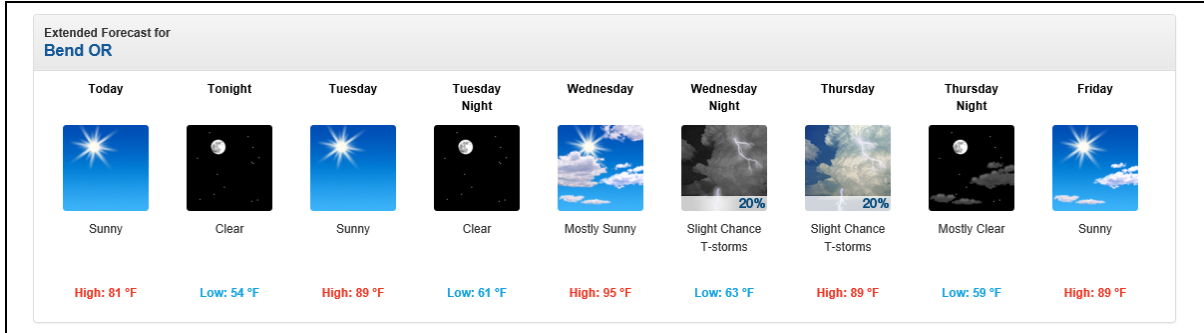 Extended Forecast for
Bend OR
Today
Tonight
Tuesday
Tuesday
Night
Wednesday
Wednesday
Night
Thursday
Thursday
Night
Friday
20%
20%
Sunny
Clear
Sunny
Clear
Mostly Sunny
Slight Chance
T-storms
Slight Chance
T-storms
Mostly Clear
Sunny
High: 81 °F
Low: 54 °F
High: 89 °F
Low: 61 °F
High: 95 °F
Low: 63 °F
High: 89 °F
Low: 59 °F
High: 89 °F